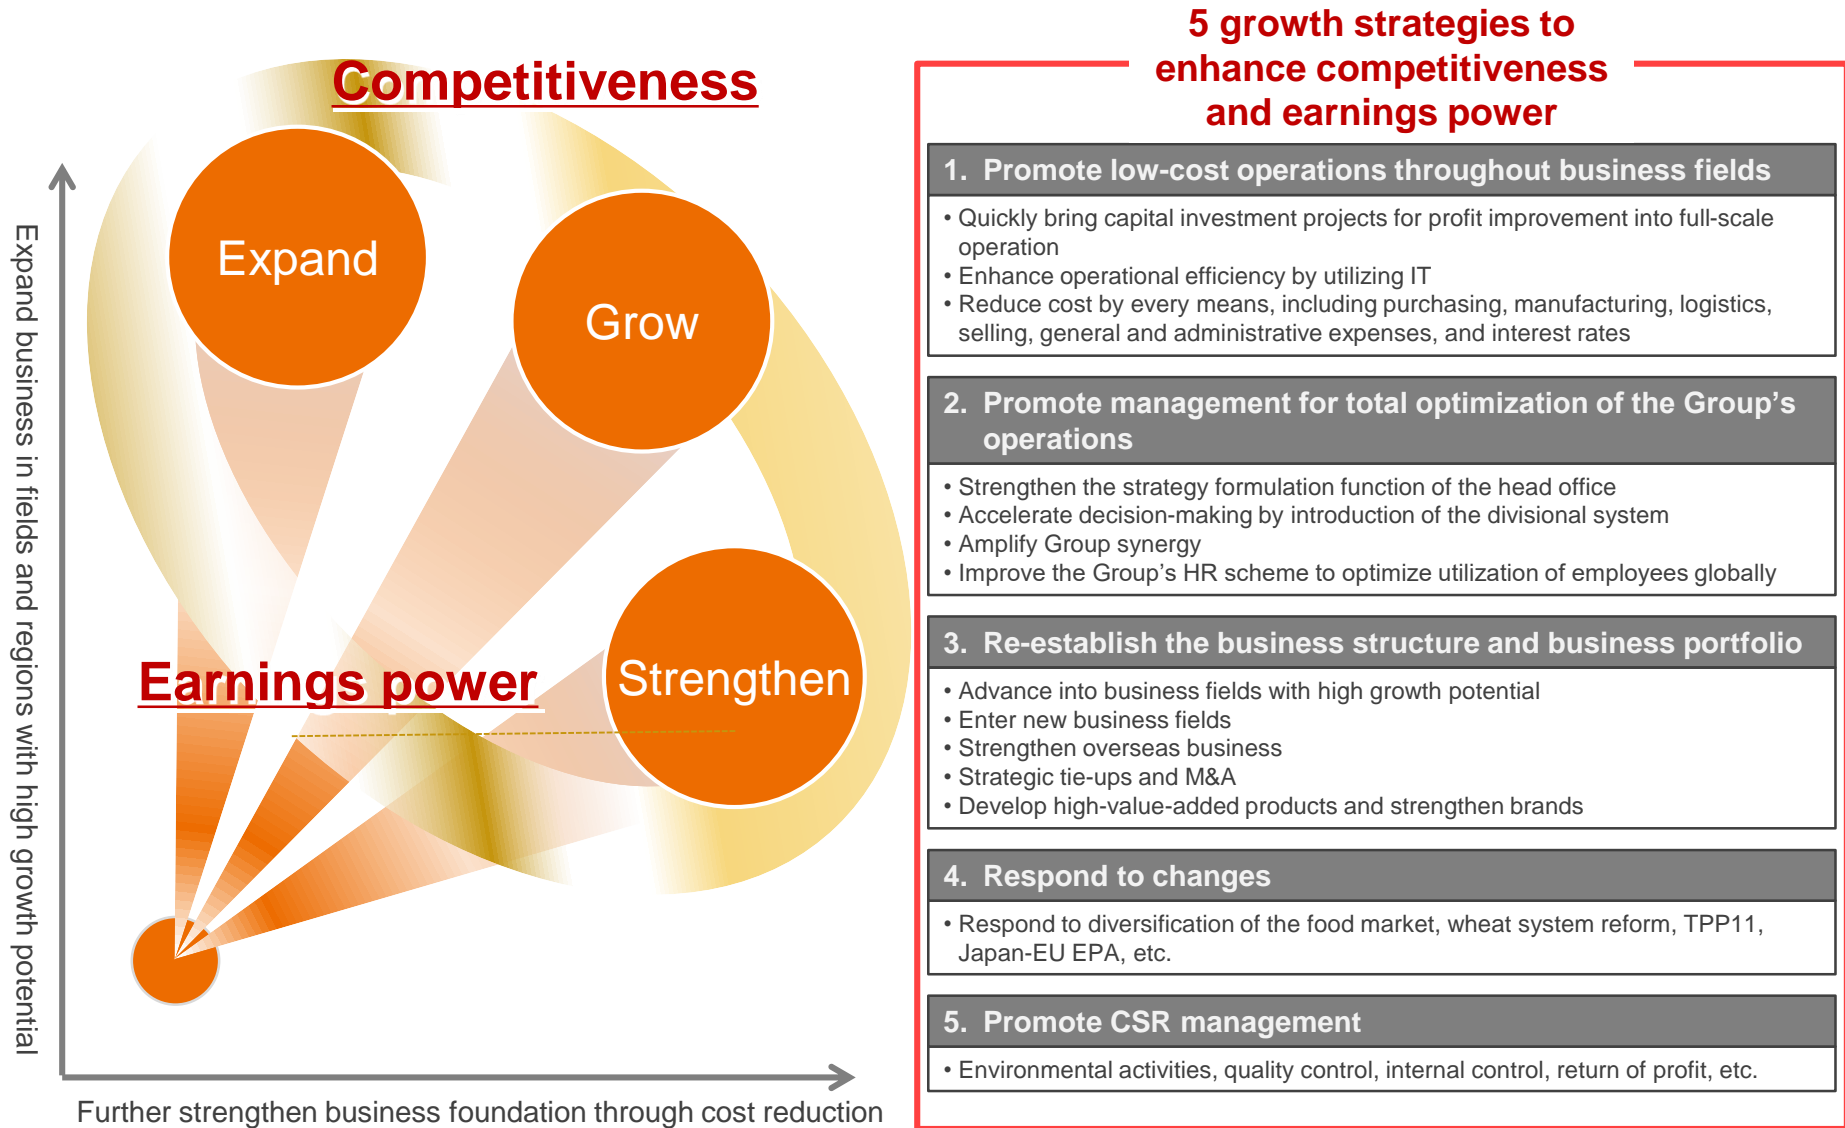 Competitiveness
Expand
Grow
Earnings power
Strengthen
Expand business in fields and regions with high growth potential
Further strengthen business foundation through cost reduction
5 growth strategies to
enhance competitiveness
and earnings power
1. Promote low-cost operations throughout business fields
• Quickly bring capital investment projects for profit improvement into full-scale
operation
• Enhance operational efficiency by utilizing IT
• Reduce cost by every means, including purchasing, manufacturing, logistics,
selling, general and administrative expenses, and interest rates
2. Promote management for total optimization of the Group’s
operations
• Strengthen the strategy formulation function of the head office
• Accelerate decision-making by introduction of the divisional system
• Amplify Group synergy
• Improve the Group’s HR scheme to optimize utilization of employees globally
3. Re-establish the business structure and business portfolio
• Advance into business fields with high growth potential
• Enter new business fields
• Strengthen overseas business
• Strategic tie-ups and M&A
• Develop high-value-added products and strengthen brands
4. Respond to changes
• Respond to diversification of the food market, wheat system reform, TPP11,
Japan-EU EPA, etc.
5. Promote CSR management
• Environmental activities, quality control, internal control, return of profit, etc.